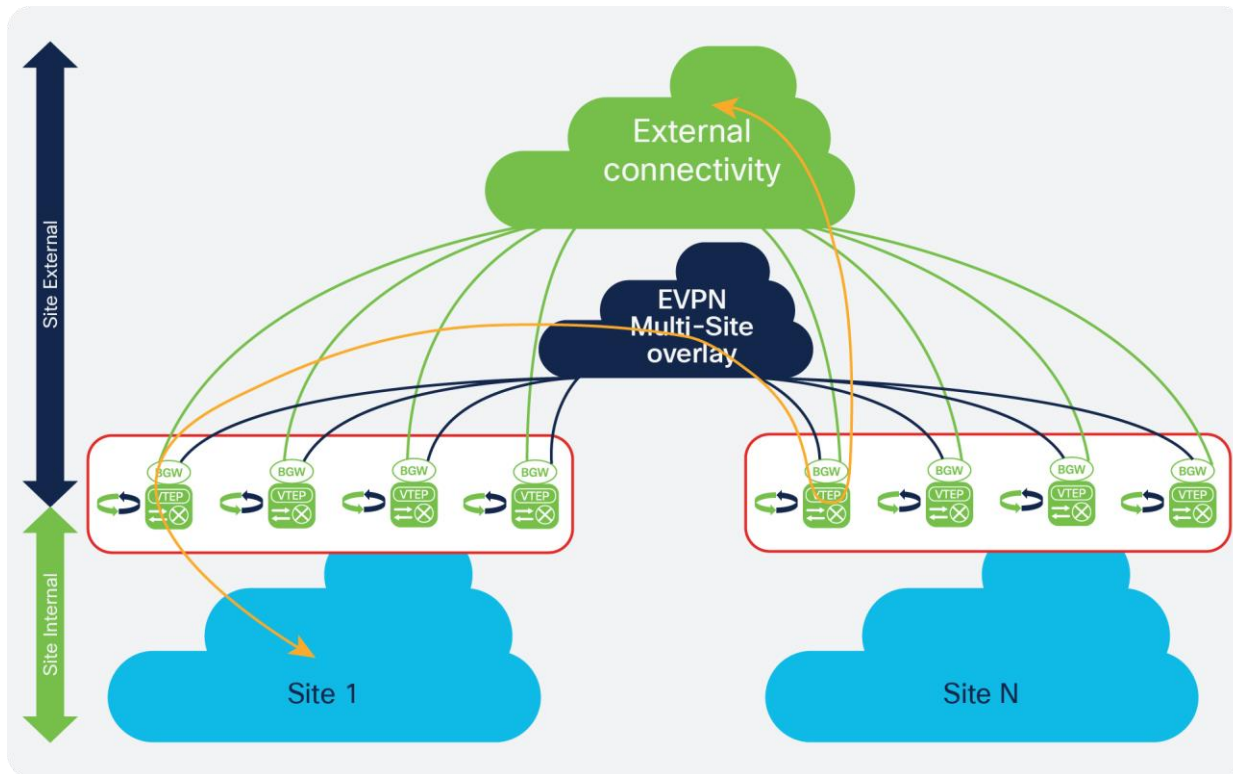 Site External
Site Internal
External
connectivity
EVPN
Multi-Site
overlay
BGW
BGW
BGW
BGW
BGW
BGW
BGW
BGW
VTEP
VTEP
VTEP
VTEP
VTEP
VTEP
VTEP
VTEP
Site 1
Site N